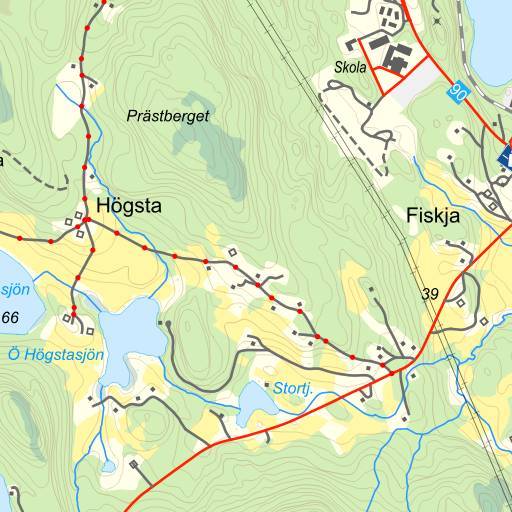 Skola
90
Prästberget
a
Högsta
Fiskja
sjön
39
66
Ö Högstasjön
Stortj.